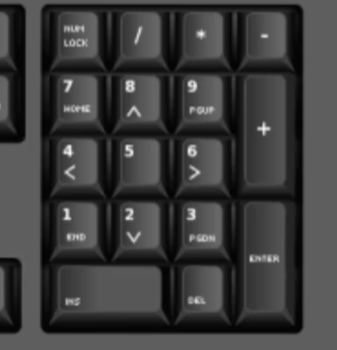 NUM
LOCK
/
*
-
7
HOME
8
^
9
PGUP
+
4
<
5
6
>
1
END
2
3
PGDN
ENTER
INS
DEL